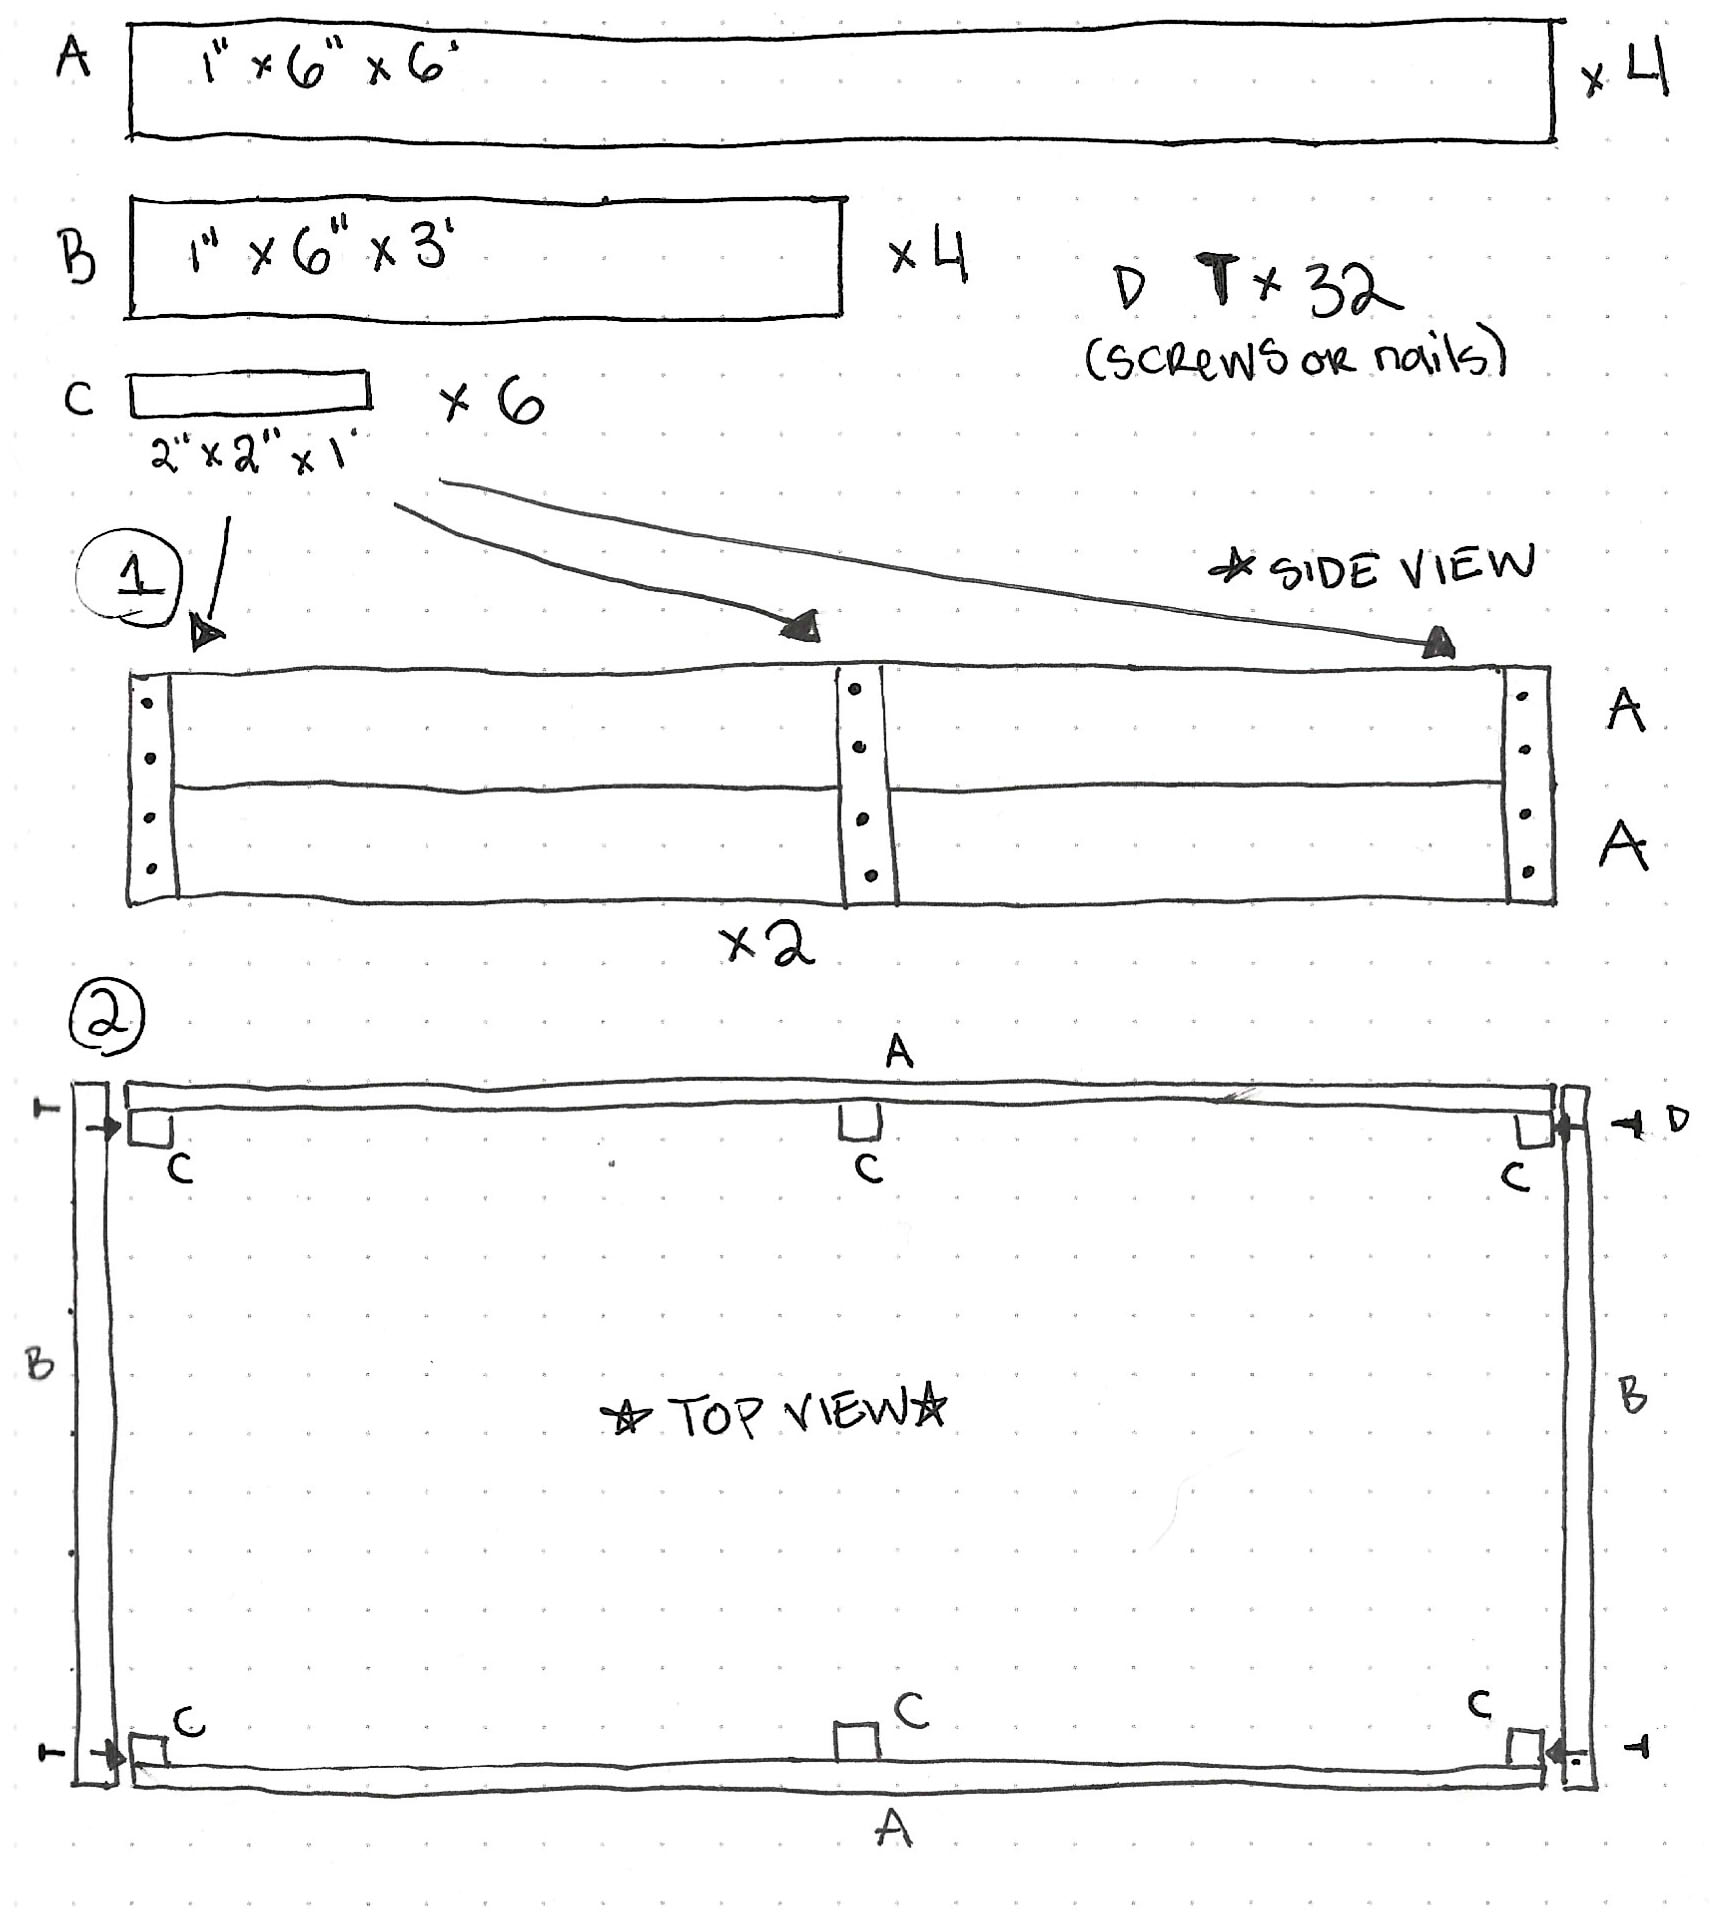 A 1" x 6" x 6' x 4
B 1" x 6" x 3' x 4
D T x 32
(SCREWS OR nails)
C x 6
2" x 2" x 1'
1
☆ SIDE VIEW
A
A
x2
2
A
D
C C C
B
B
☆ TOP VIEW ☆
C C C
A